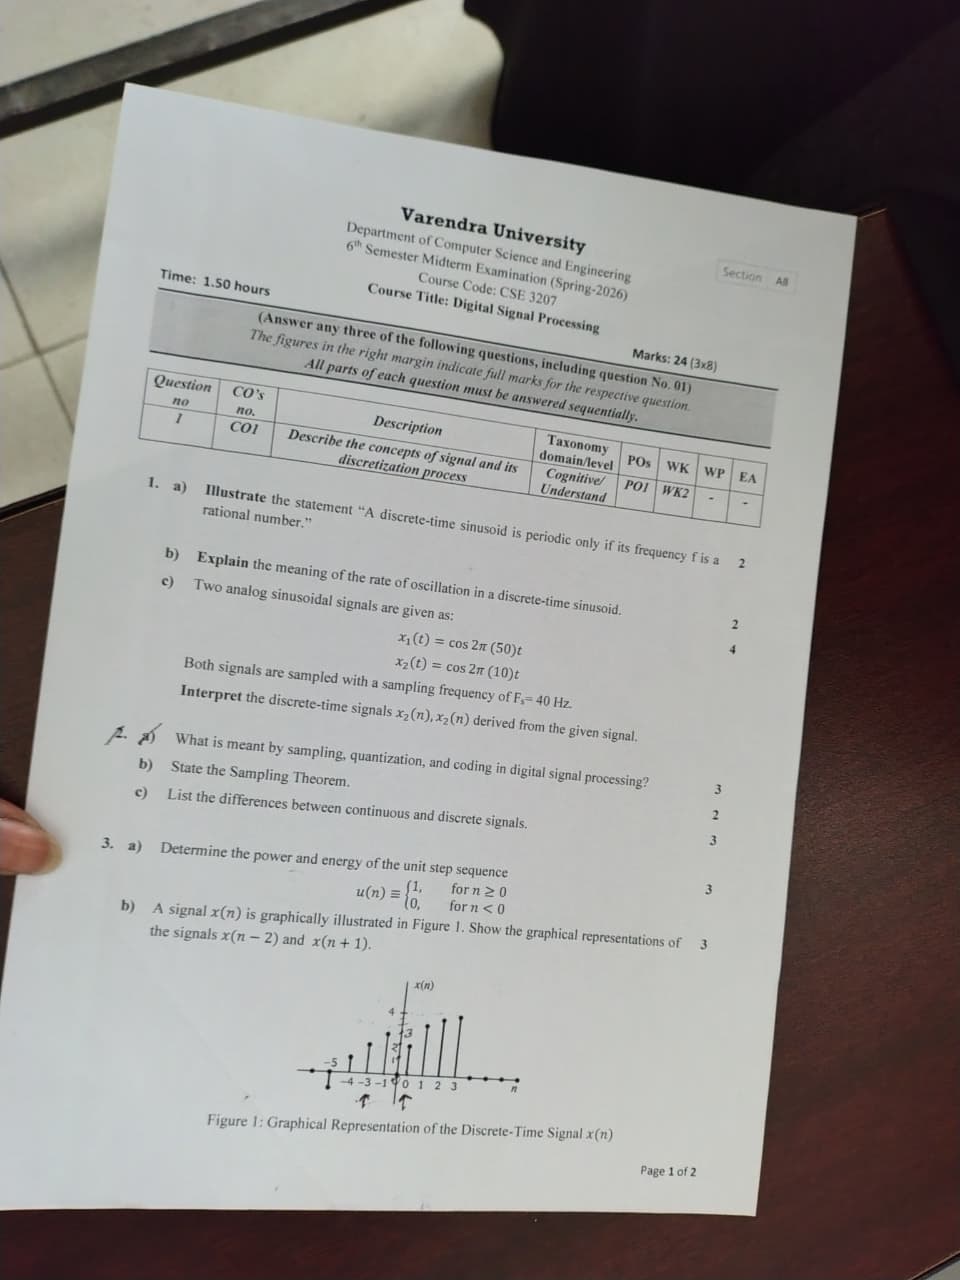 Varendra University
Department of Computer Science and Engineering
6th Semester Midterm Examination (Spring-2026)
Course Code: CSE 3207
Course Title: Digital Signal Processing
Section AB
Time: 1.50 hours
Marks: 24 (3x8)
(Answer any three of the following questions, including question No. 01)
The figures in the right margin indicate full marks for the respective question.
All parts of each question must be answered sequentially.
Question no CO's no. Description Taxonomy domain/level POs WK WP EA
1 CO1 Describe the concepts of signal and its discretization process Cognitive/ Understand PO1 WK2 - -
1. a) Illustrate the statement "A discrete-time sinusoid is periodic only if its frequency f is a 2
rational number."
b) Explain the meaning of the rate of oscillation in a discrete-time sinusoid. 2
c) Two analog sinusoidal signals are given as: 4
x₁(t) = cos 2π (50)t
x₂(t) = cos 2π (10)t
Both signals are sampled with a sampling frequency of Fs= 40 Hz.
Interpret the discrete-time signals x₂(n), x₂(n) derived from the given signal.
2. a) What is meant by sampling, quantization, and coding in digital signal processing? 3
b) State the Sampling Theorem. 2
c) List the differences between continuous and discrete signals. 3
3. a) Determine the power and energy of the unit step sequence 3
u(n) ≡ {1, for n ≥ 0
0, for n < 0
b) A signal x(n) is graphically illustrated in Figure 1. Show the graphical representations of 3
the signals x(n − 2) and x(n + 1).
x(n)
4
3
2
1
-5
-4 -3 -1 0 1 2 3 n
Figure 1: Graphical Representation of the Discrete-Time Signal x(n)
Page 1 of 2